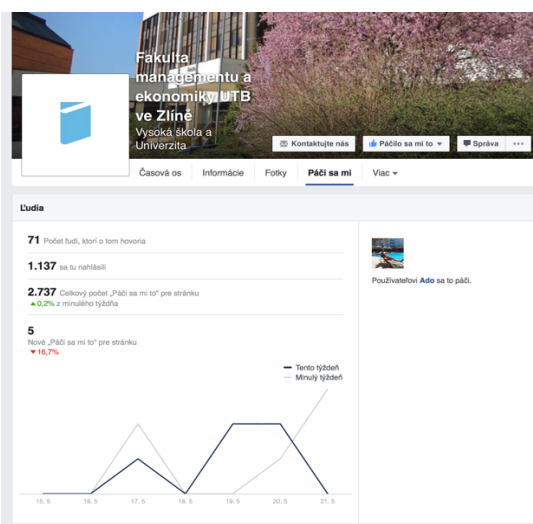 Fakulta
managementu a
ekonomiky UTB
ve Zlíně
Vysoká škola a
Univerzita
Kontaktujte nás
Páčilo sa mi to
Správa
Časová os Informácie Fotky Páči sa mi Viac
Ľudia
71 Počet ľudí, ktorí o tom hovoria
1.137 sa tu nahlásili
2.737 Celkový počet „Páči sa mi to" pre stránku
▲0,2% z minulého týždňa
5
Nové „Páči sa mi to" pre stránku
▼16,7%
Tento týždeň
Minulý týždeň
15. 5 16. 5 17. 5 18. 5 19. 5 20. 5 21. 5
Používateľovi Ado sa to páči.